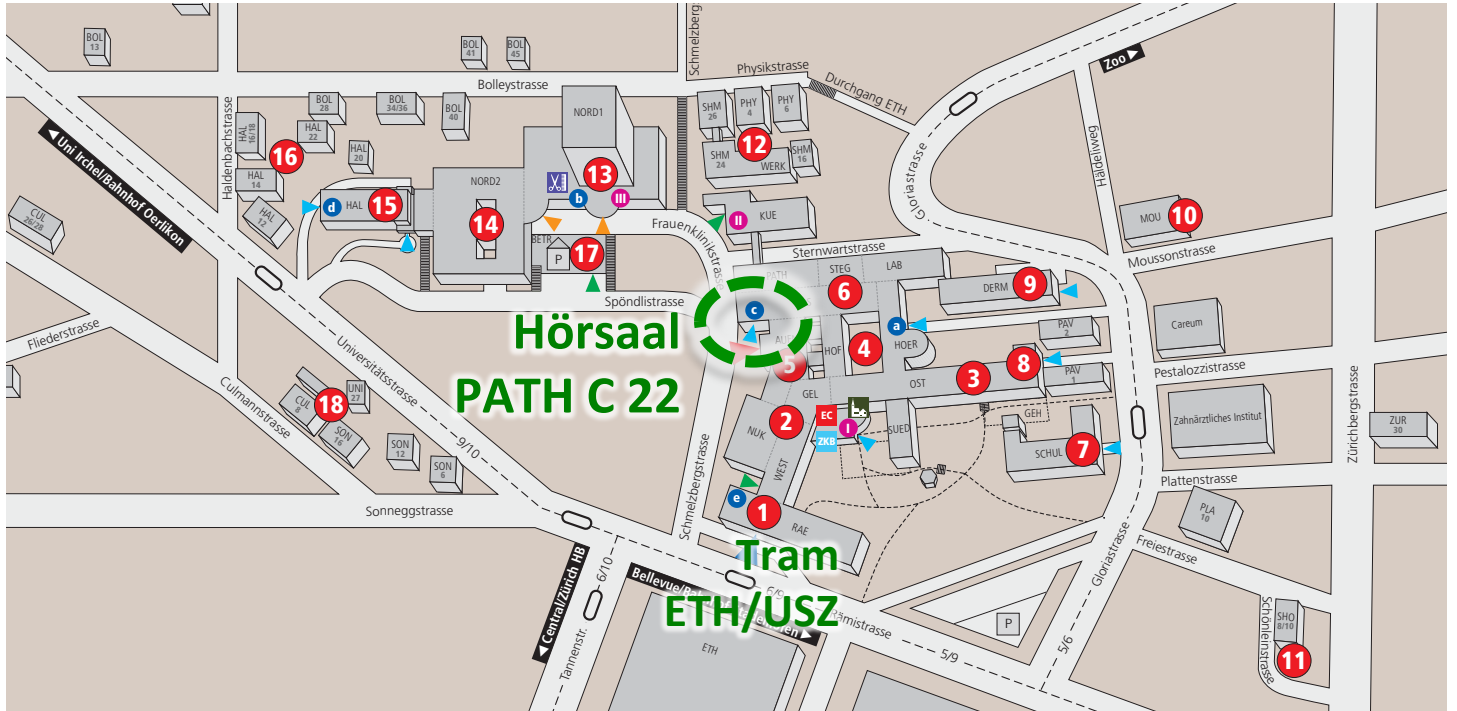 BOL
13
BOL
41
BOL
45
Schmelzbergstrasse
Physikstrasse
Zoo ▶
Bolleystrasse
Durchgang ETH
Haldenbachstrasse
HAL
16/18
BOL
28
BOL
34/36
BOL
40
NORD1
SHM
26
PHY
4
PHY
6
Gloriastrasse
Häldeliweg
◀ Uni Irchel/Bahnhof Oerlikon
16
HAL
22
HAL
20
HAL
14
HAL
12
12
SHM
24
WERK
SHM
16
NORD2
13
b
III
d
HAL
15
14
CUL
26/28
II
KUE
MOU
10
Frauenklinikstrasse
BETR
P
17
Sternwartstrasse
Moussonstrasse
PATH
STEG
LAB
6
DERM
9
Spöndlistrasse
Hörsaal
PATH C 22
c
a
HOER
HOF
4
5
PAV
2
Careum
Fliederstrasse
Universitätsstrasse
8
OST
3
PAV
1
Pestalozzistrasse
Culmannstrasse
CUL
8
18
UNI
27
SON
16
SON
12
SON
6
GEL
2
NUK
EC
ZKB
I
SUED
GEH
SCHUL
7
Zahnärztliches Institut
Zürichbergstrasse
ZUR
30
9/10
WEST
e
1
RAE
Schmelzbergstrasse
Plattenstrasse
PLA
10
Sonneggstrasse
Freiestrasse
Tram
ETH/USZ
◀ Central/Zürich HB
6/10
6/9
Rämistrasse
Tannenstr.
ETH
5/9
P
5/6
Gloriastrasse
Schönleinstrasse
SHO
8/10
11